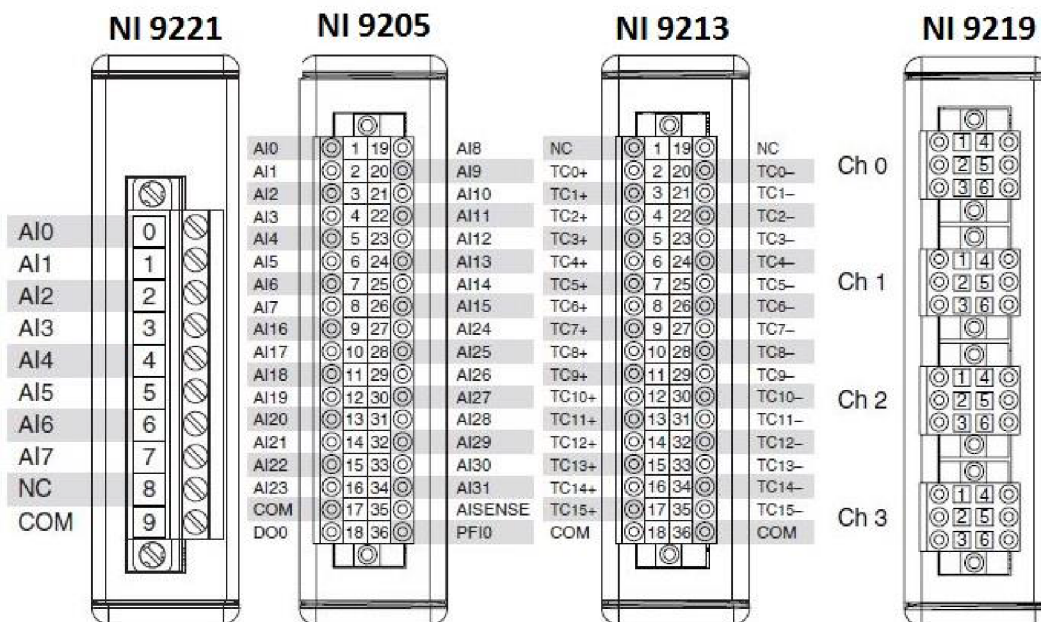 NI 9221 NI 9205 NI 9213 NI 9219
AI0 0
AI1 1
AI2 2
AI3 3
AI4 4
AI5 5
AI6 6
AI7 7
NC 8
COM 9
AI0 1 19 AI8
AI1 2 20 AI9
AI2 3 21 AI10
AI3 4 22 AI11
AI4 5 23 AI12
AI5 6 24 AI13
AI6 7 25 AI14
AI7 8 26 AI15
AI16 9 27 AI24
AI17 10 28 AI25
AI18 11 29 AI26
AI19 12 30 AI27
AI20 13 31 AI28
AI21 14 32 AI29
AI22 15 33 AI30
AI23 16 34 AI31
COM 17 35 AISENSE
DO0 18 36 PFI0
NC 1 19 NC
TC0+ 2 20 TC0–
TC1+ 3 21 TC1–
TC2+ 4 22 TC2–
TC3+ 5 23 TC3–
TC4+ 6 24 TC4–
TC5+ 7 25 TC5–
TC6+ 8 26 TC6–
TC7+ 9 27 TC7–
TC8+ 10 28 TC8–
TC9+ 11 29 TC9–
TC10+ 12 30 TC10–
TC11+ 13 31 TC11–
TC12+ 14 32 TC12–
TC13+ 15 33 TC13–
TC14+ 16 34 TC14–
TC15+ 17 35 TC15–
COM 18 36 COM
1 4
Ch 0 2 5
3 6
1 4
Ch 1 2 5
3 6
1 4
Ch 2 2 5
3 6
1 4
Ch 3 2 5
3 6